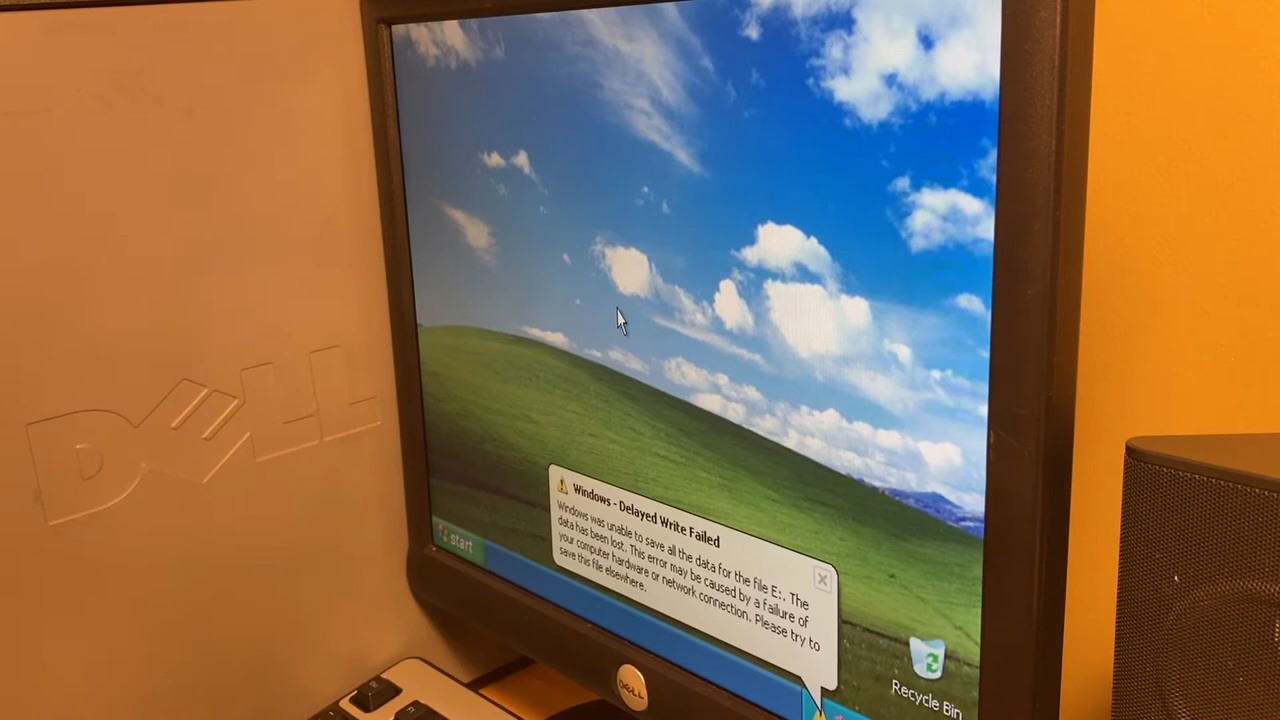 DELL
Windows - Delayed Write Failed
Windows was unable to save all the data for the file E:. The
data has been lost. This error may be caused by a failure of
your computer hardware or network connection. Please try to
save this file elsewhere.
start
Recycle Bin
DELL